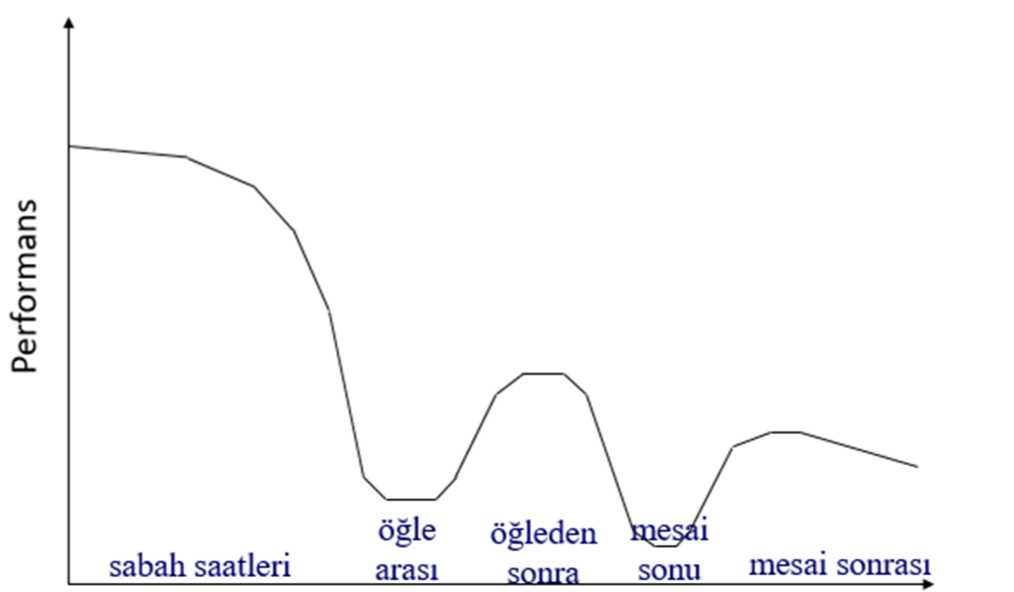 Performans
sabah saatleri
öğle
arası
öğleden
sonra
mesai
sonu
mesai sonrası